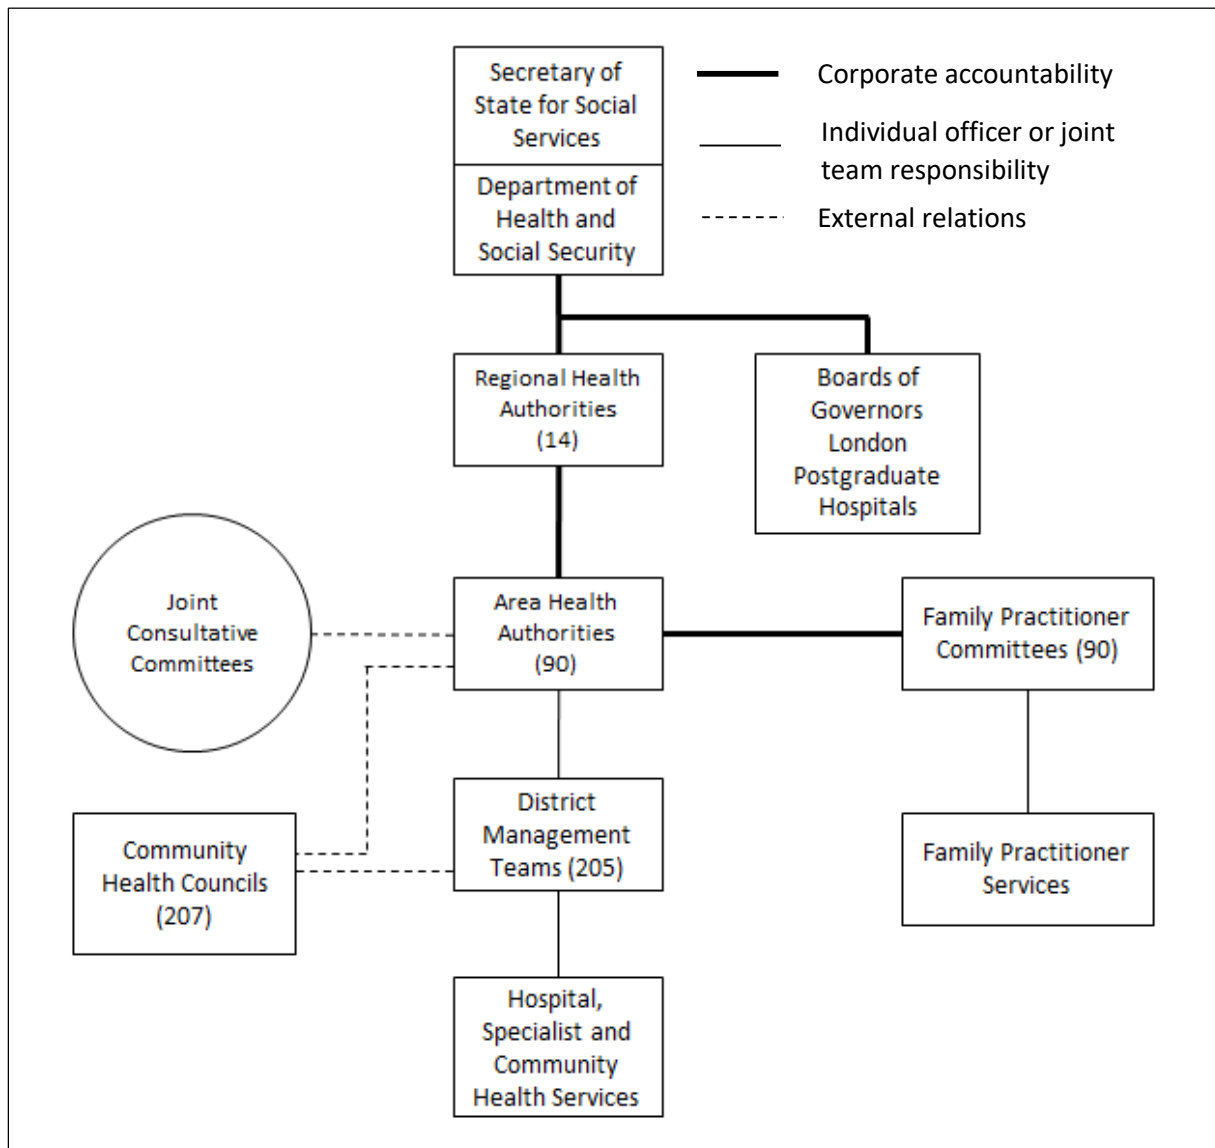 Secretary of
State for Social
Services
Department of
Health and
Social Security
Corporate accountability
Individual officer or joint
team responsibility
External relations
Regional Health
Authorities
(14)
Boards of
Governors
London
Postgraduate
Hospitals
Joint
Consultative
Committees
Area Health
Authorities
(90)
Family Practitioner
Committees (90)
Community
Health Councils
(207)
District
Management
Teams (205)
Family Practitioner
Services
Hospital,
Specialist and
Community
Health Services